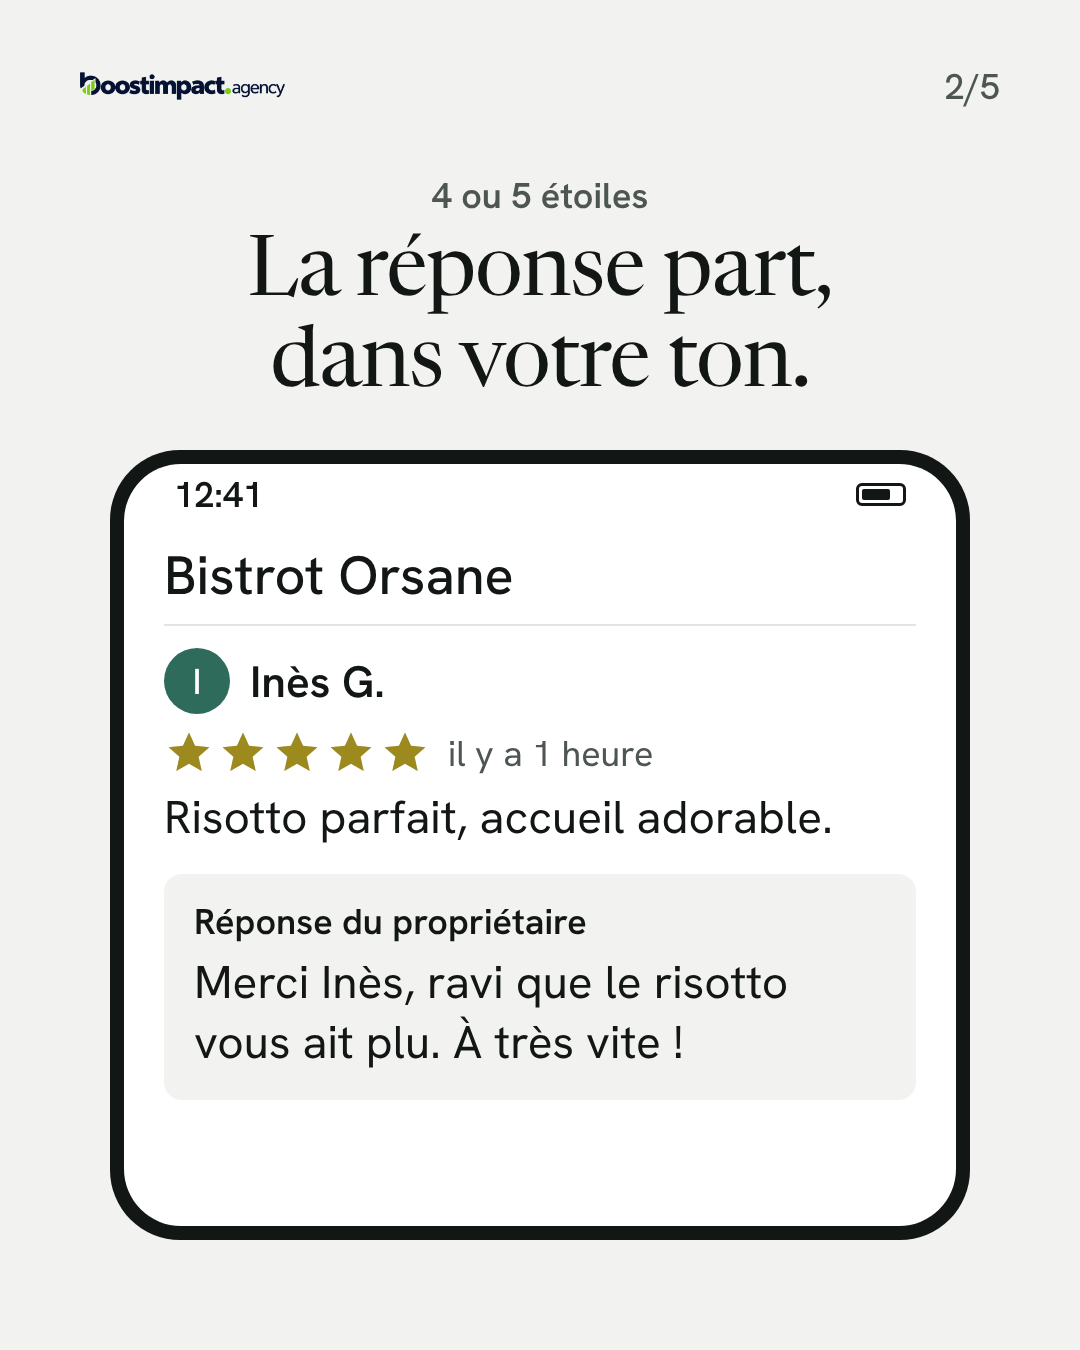 boostimpact.agency
2/5
4 ou 5 étoiles
La réponse part,
dans votre ton.
12:41
Bistrot Orsane
I
Inès G.
il y a 1 heure
Risotto parfait, accueil adorable.
Réponse du propriétaire
Merci Inès, ravi que le risotto
vous ait plu. À très vite !